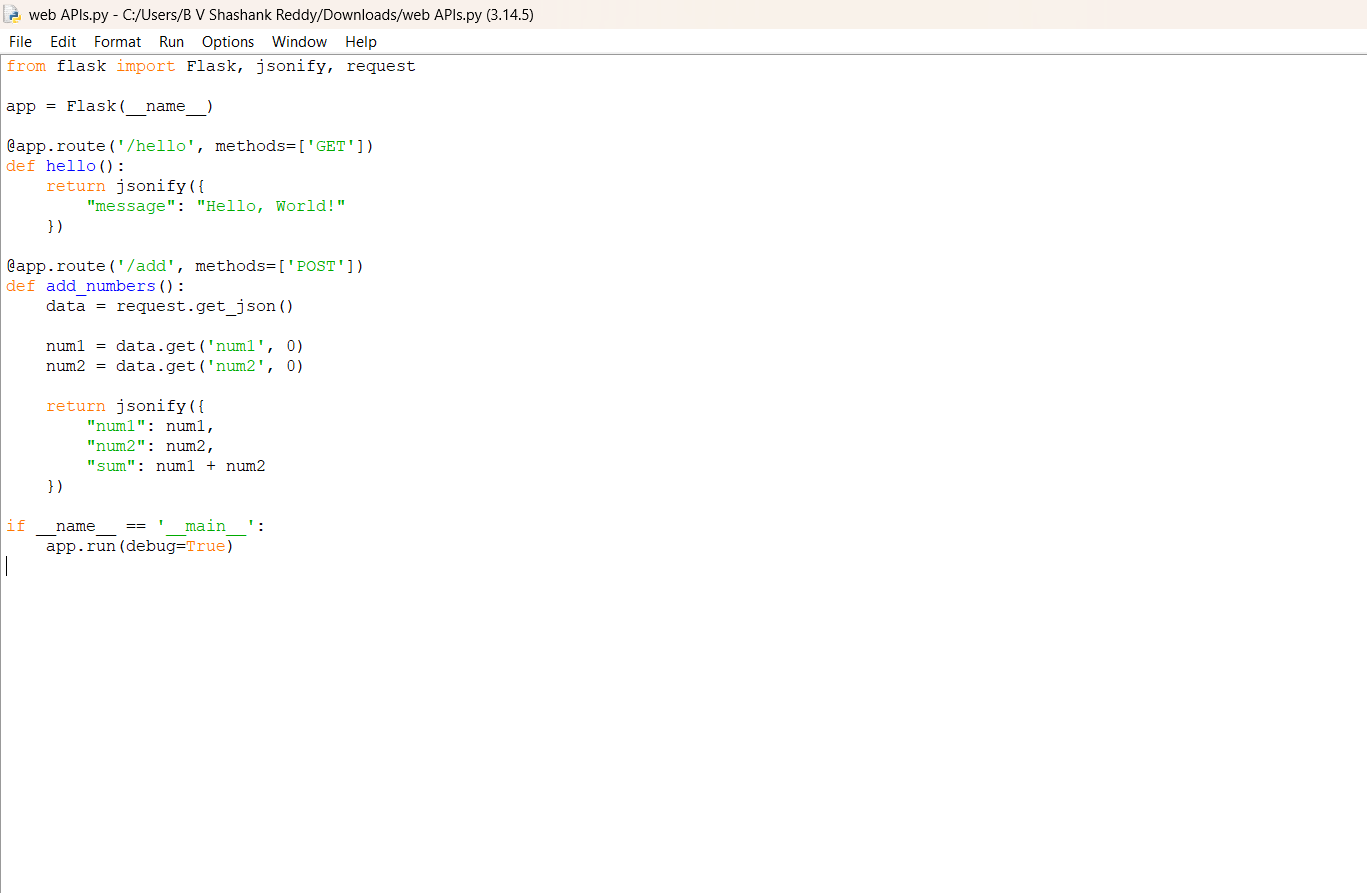 web APIs.py - C:/Users/B V Shashank Reddy/Downloads/web APIs.py (3.14.5)
File Edit Format Run Options Window Help
from flask import Flask, jsonify, request
app = Flask(__name__)
@app.route('/hello', methods=['GET'])
def hello():
    return jsonify({
        "message": "Hello, World!"
    })
@app.route('/add', methods=['POST'])
def add_numbers():
    data = request.get_json()
    num1 = data.get('num1', 0)
    num2 = data.get('num2', 0)
    return jsonify({
        "num1": num1,
        "num2": num2,
        "sum": num1 + num2
    })
if __name__ == '__main__':
    app.run(debug=True)